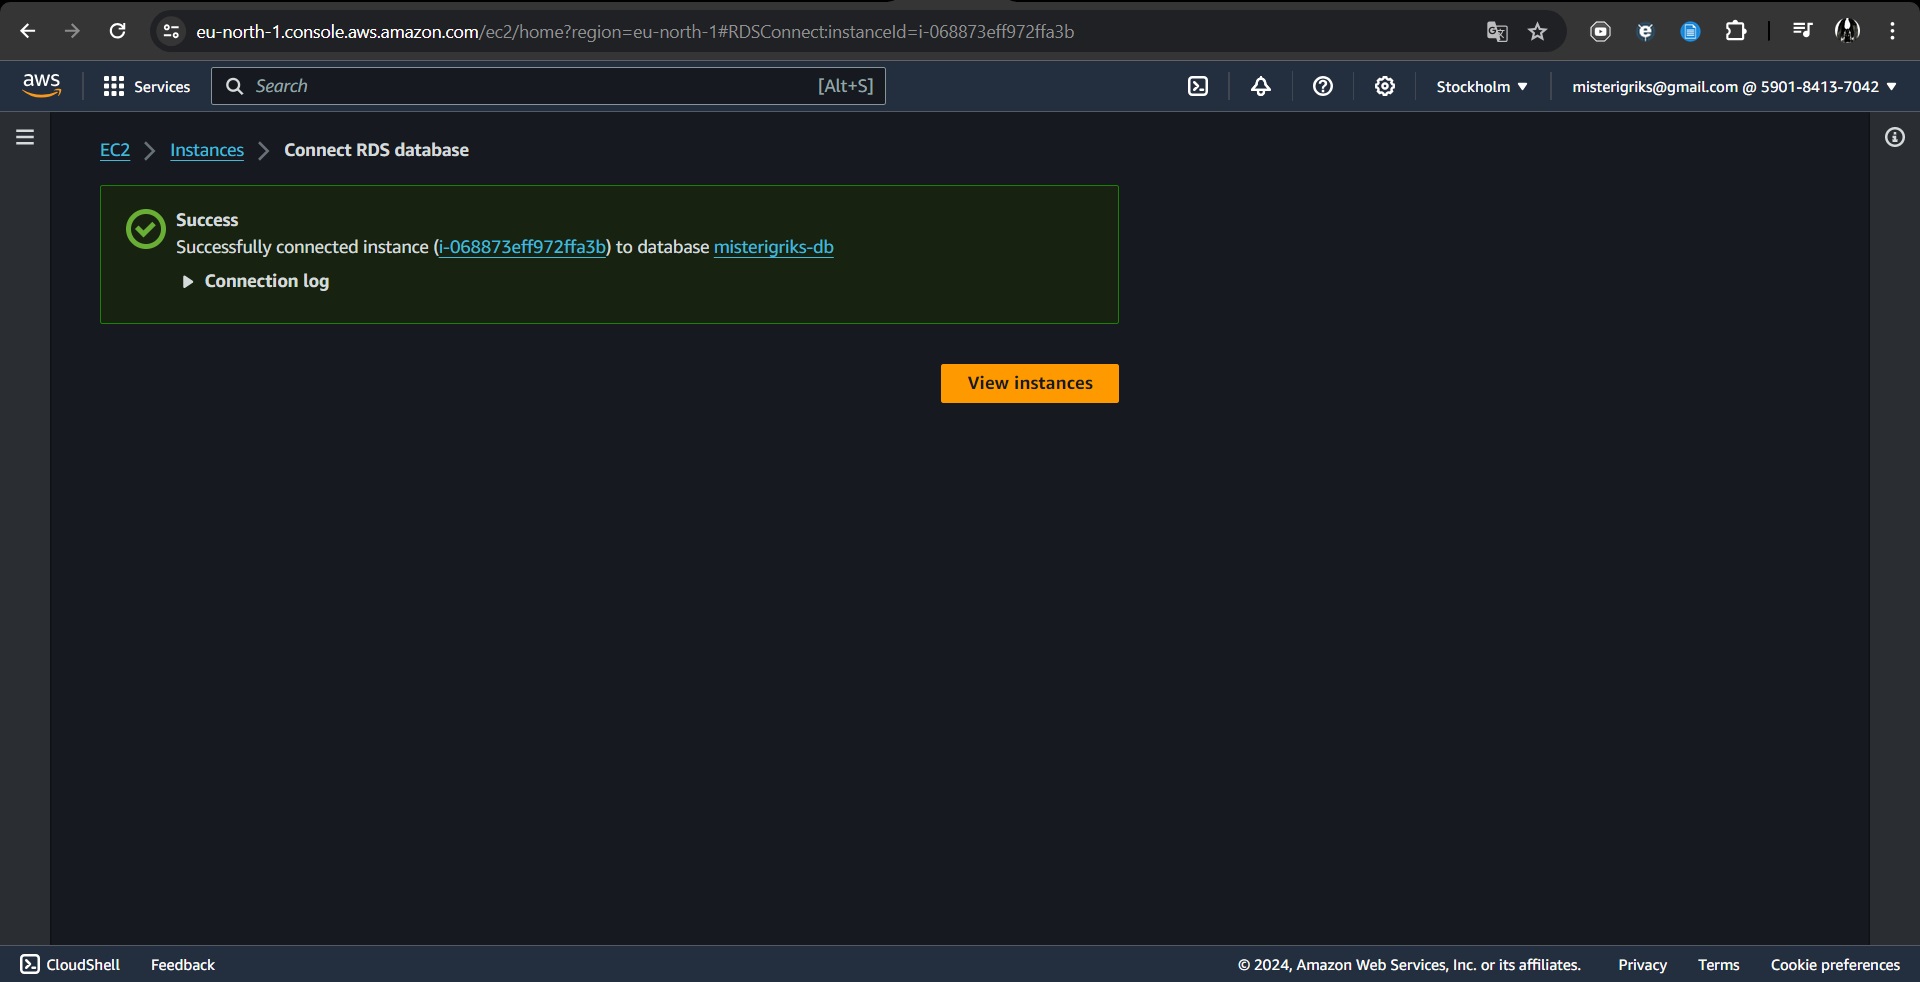 eu-north-1.console.aws.amazon.com/ec2/home?region=eu-north-1#RDSConnect:instanceId=i-068873eff972ffa3b
aws Services Search [Alt+S] Stockholm misterigriks@gmail.com @ 5901-8413-7042
EC2 Instances Connect RDS database
Success
Successfully connected instance (i-068873eff972ffa3b) to database misterigriks-db
Connection log
View instances
CloudShell Feedback © 2024, Amazon Web Services, Inc. or its affiliates. Privacy Terms Cookie preferences